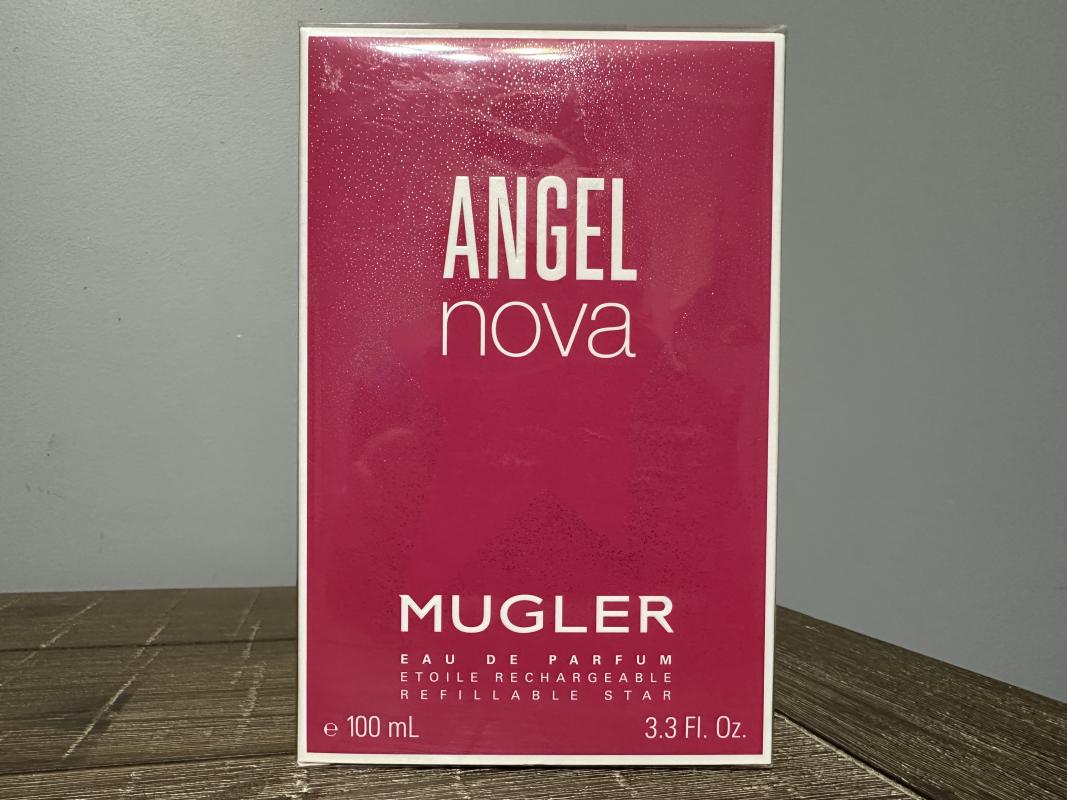 ANGEL
nova
MUGLER
EAU DE PARFUM
ETOILE RECHARGEABLE
REFILLABLE STAR
℮ 100 mL 3.3 Fl. Oz.